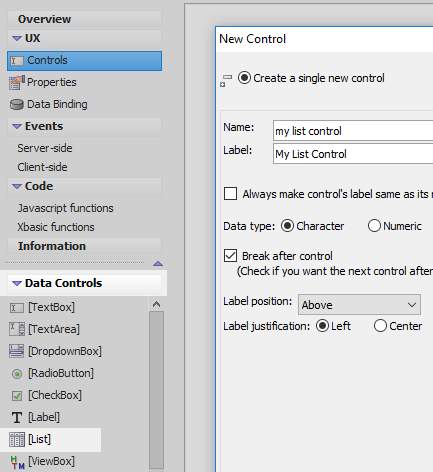 Overview
UX
Controls
Properties
Data Binding
Events
Server-side
Client-side
Code
Javascript functions
Xbasic functions
Information
Data Controls
[TextBox]
[TextArea]
[DropdownBox]
[RadioButton]
[CheckBox]
[Label]
[List]
[ViewBox]
New Control
Create a single new control
Name: my list control
Label: My List Control
Always make control's label same as its n
Data type: Character Numeric
Break after control
(Check if you want the next control after
Label position: Above
Label justification: Left Center